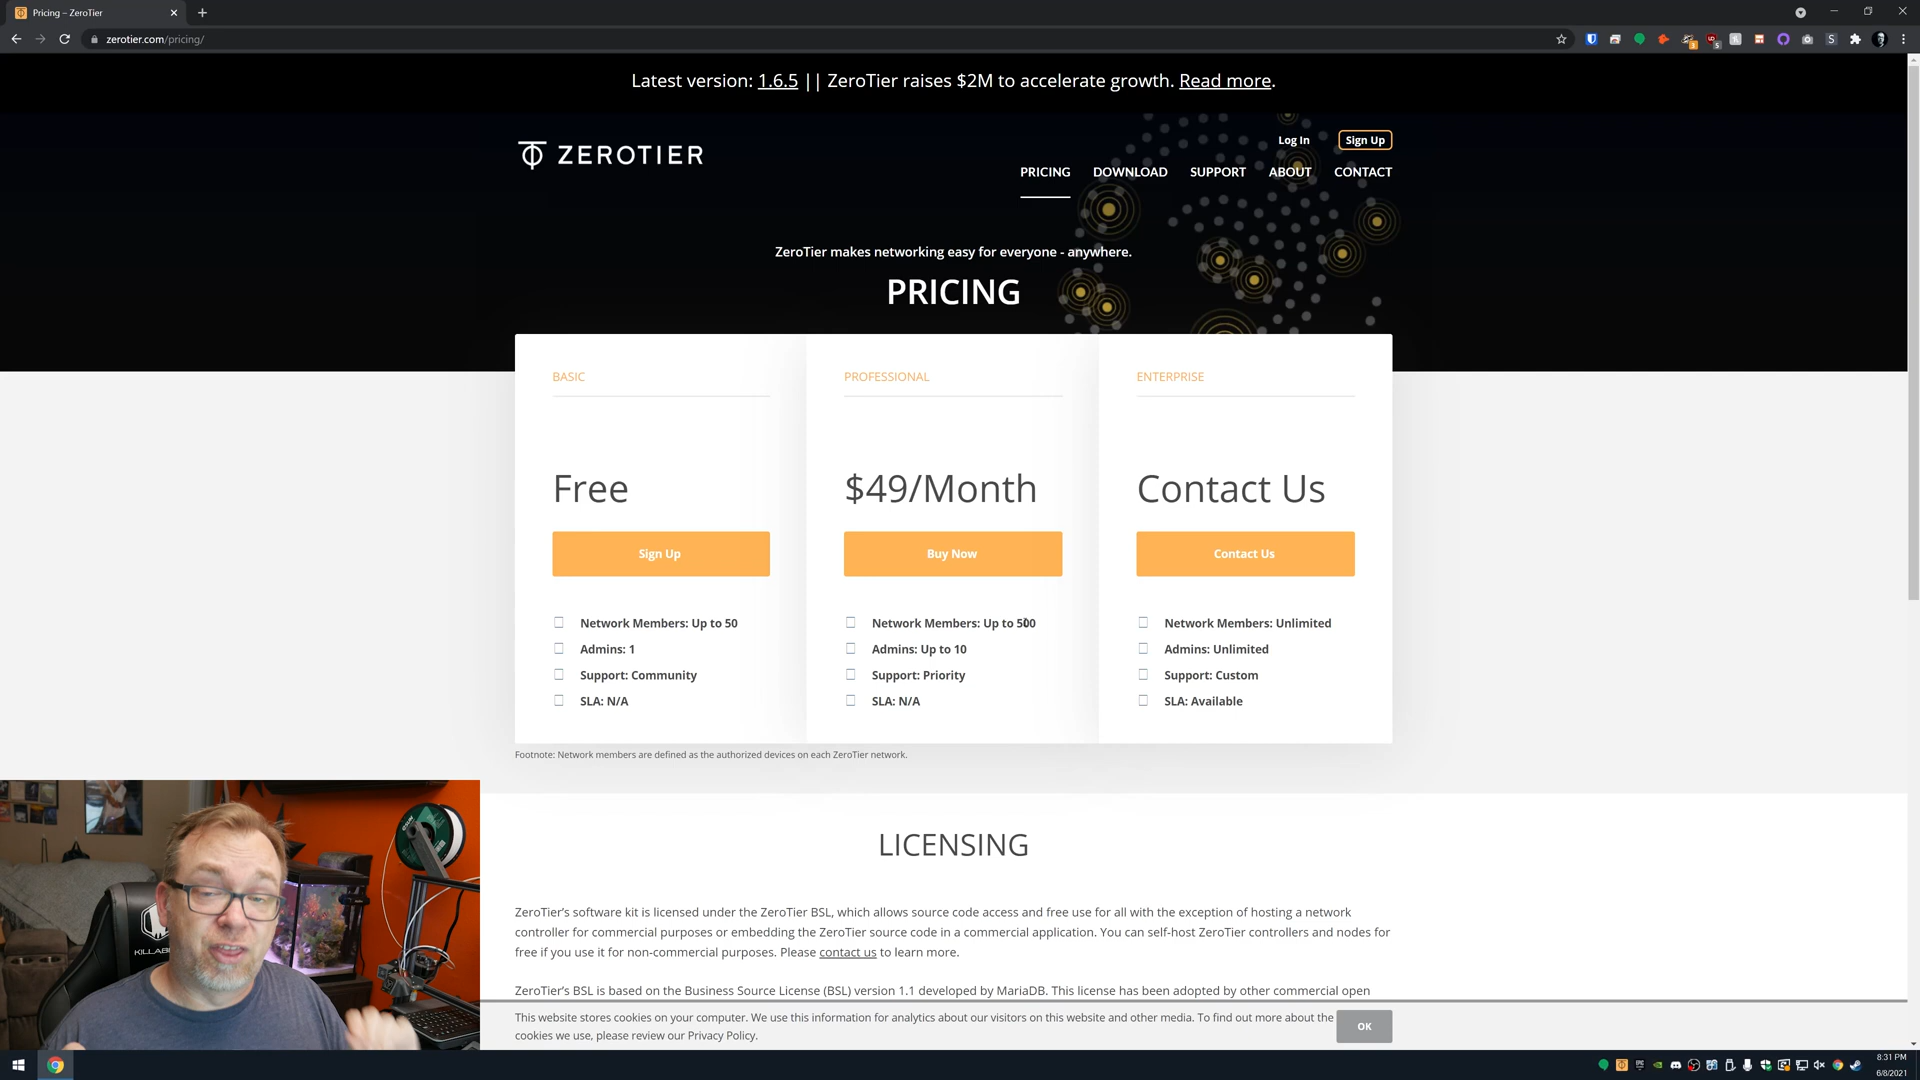 Pricing – ZeroTier
zerotier.com/pricing/
Latest version: 1.6.5 || ZeroTier raises $2M to accelerate growth. Read more.
ZEROTIER
Log In
Sign Up
PRICING
DOWNLOAD
SUPPORT
ABOUT
CONTACT
ZeroTier makes networking easy for everyone - anywhere.
PRICING
BASIC
Free
Sign Up
Network Members: Up to 50
Admins: 1
Support: Community
SLA: N/A
PROFESSIONAL
$49/Month
Buy Now
Network Members: Up to 500
Admins: Up to 10
Support: Priority
SLA: N/A
ENTERPRISE
Contact Us
Contact Us
Network Members: Unlimited
Admins: Unlimited
Support: Custom
SLA: Available
Footnote: Network members are defined as the authorized devices on each ZeroTier network.
LICENSING
ZeroTier's software kit is licensed under the ZeroTier BSL, which allows source code access and free use for all with the exception of hosting a network
controller for commercial purposes or embedding the ZeroTier source code in a commercial application. You can self-host ZeroTier controllers and nodes for
free if you use it for non-commercial purposes. Please contact us to learn more.
ZeroTier's BSL is based on the Business Source License (BSL) version 1.1 developed by MariaDB. This license has been adopted by other commercial open
This website stores cookies on your computer. We use this information for analytics about our visitors on this website and other media. To find out more about the
cookies we use, please review our Privacy Policy.
OK
8:31 PM
6/8/2021